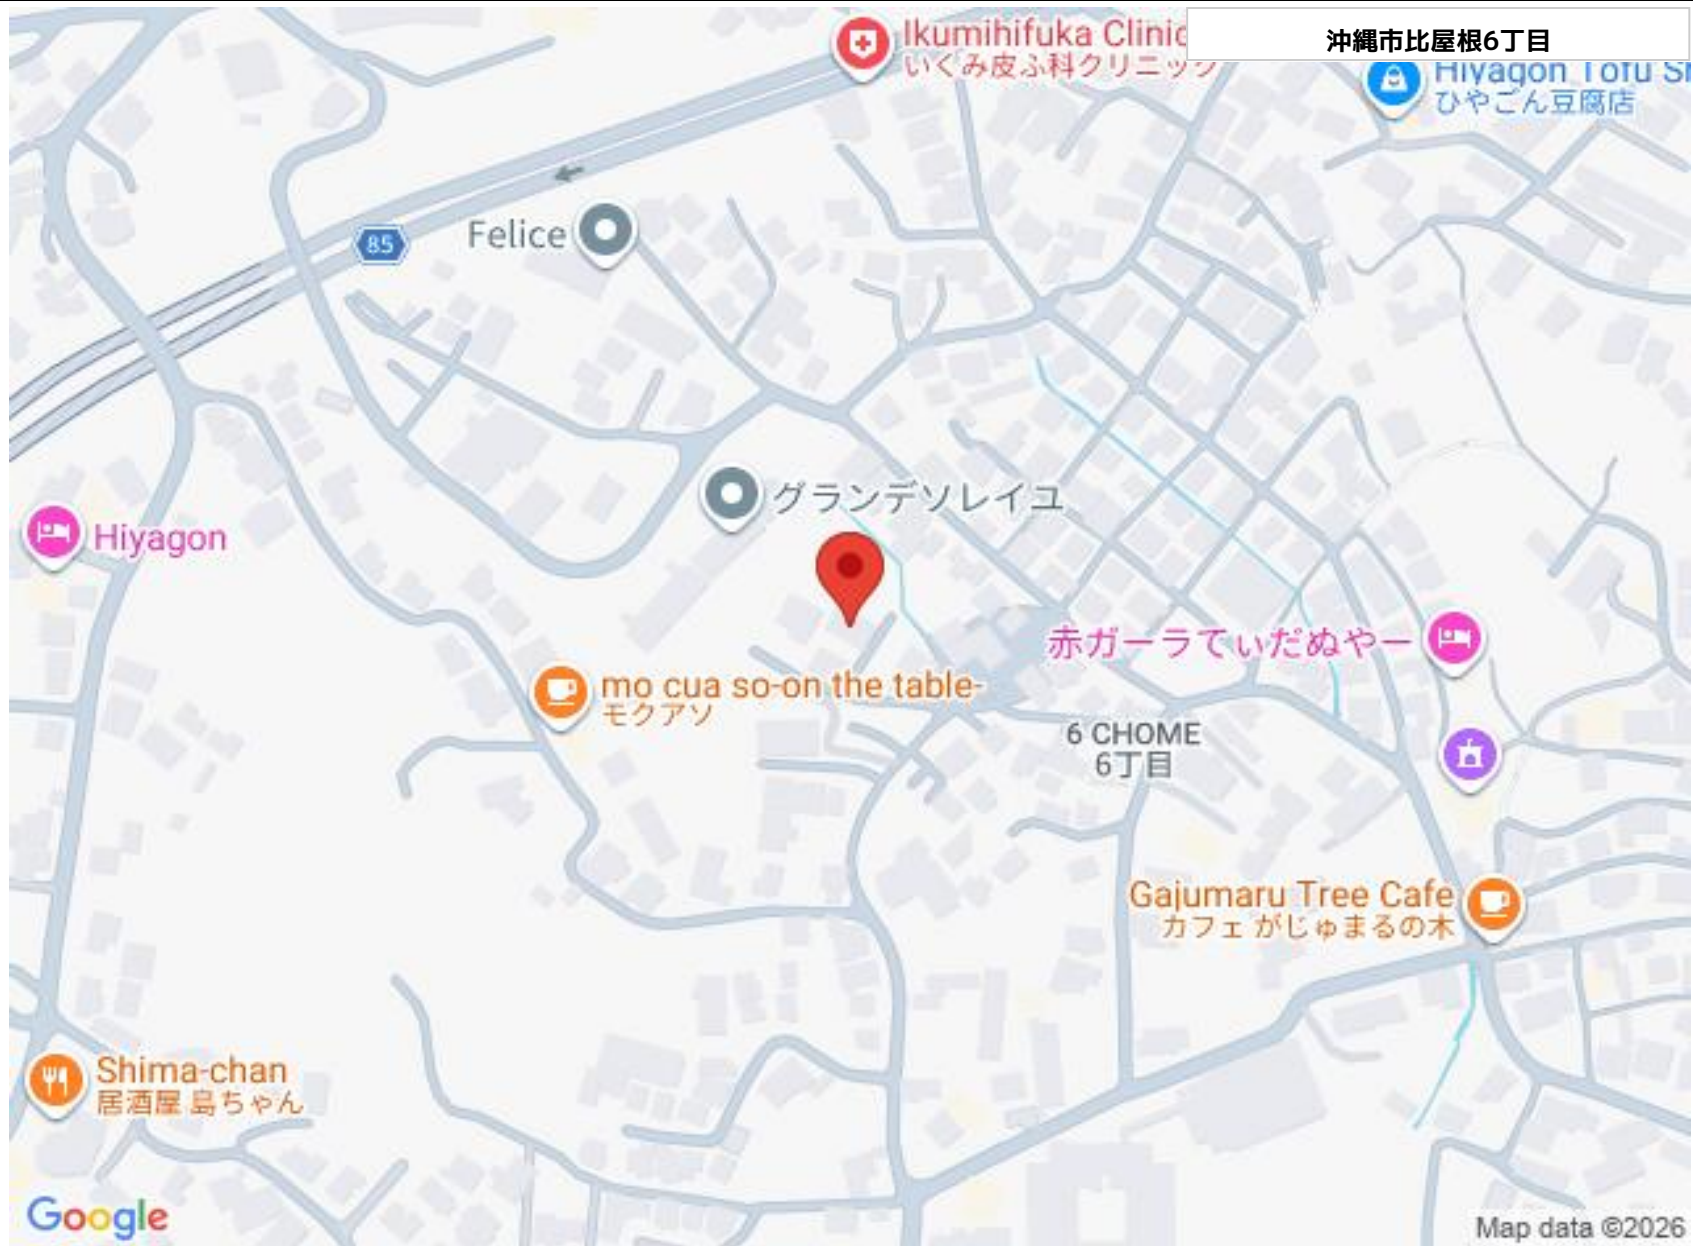 Ikumihifuka Clinic
いくみ皮ふ科クリニック
沖縄市比屋根6丁目
Hiyagon Tofu
ひやごん豆腐店
85
Felice
グランデソレイユ
Hiyagon
赤ガーラてぃだぬやー
mo cua so-on the table-
モクアソ
6 CHOME
6丁目
Gajumaru Tree Cafe
カフェ がじゅまるの木
Shima-chan
居酒屋 島ちゃん
Google
Map data ©2026